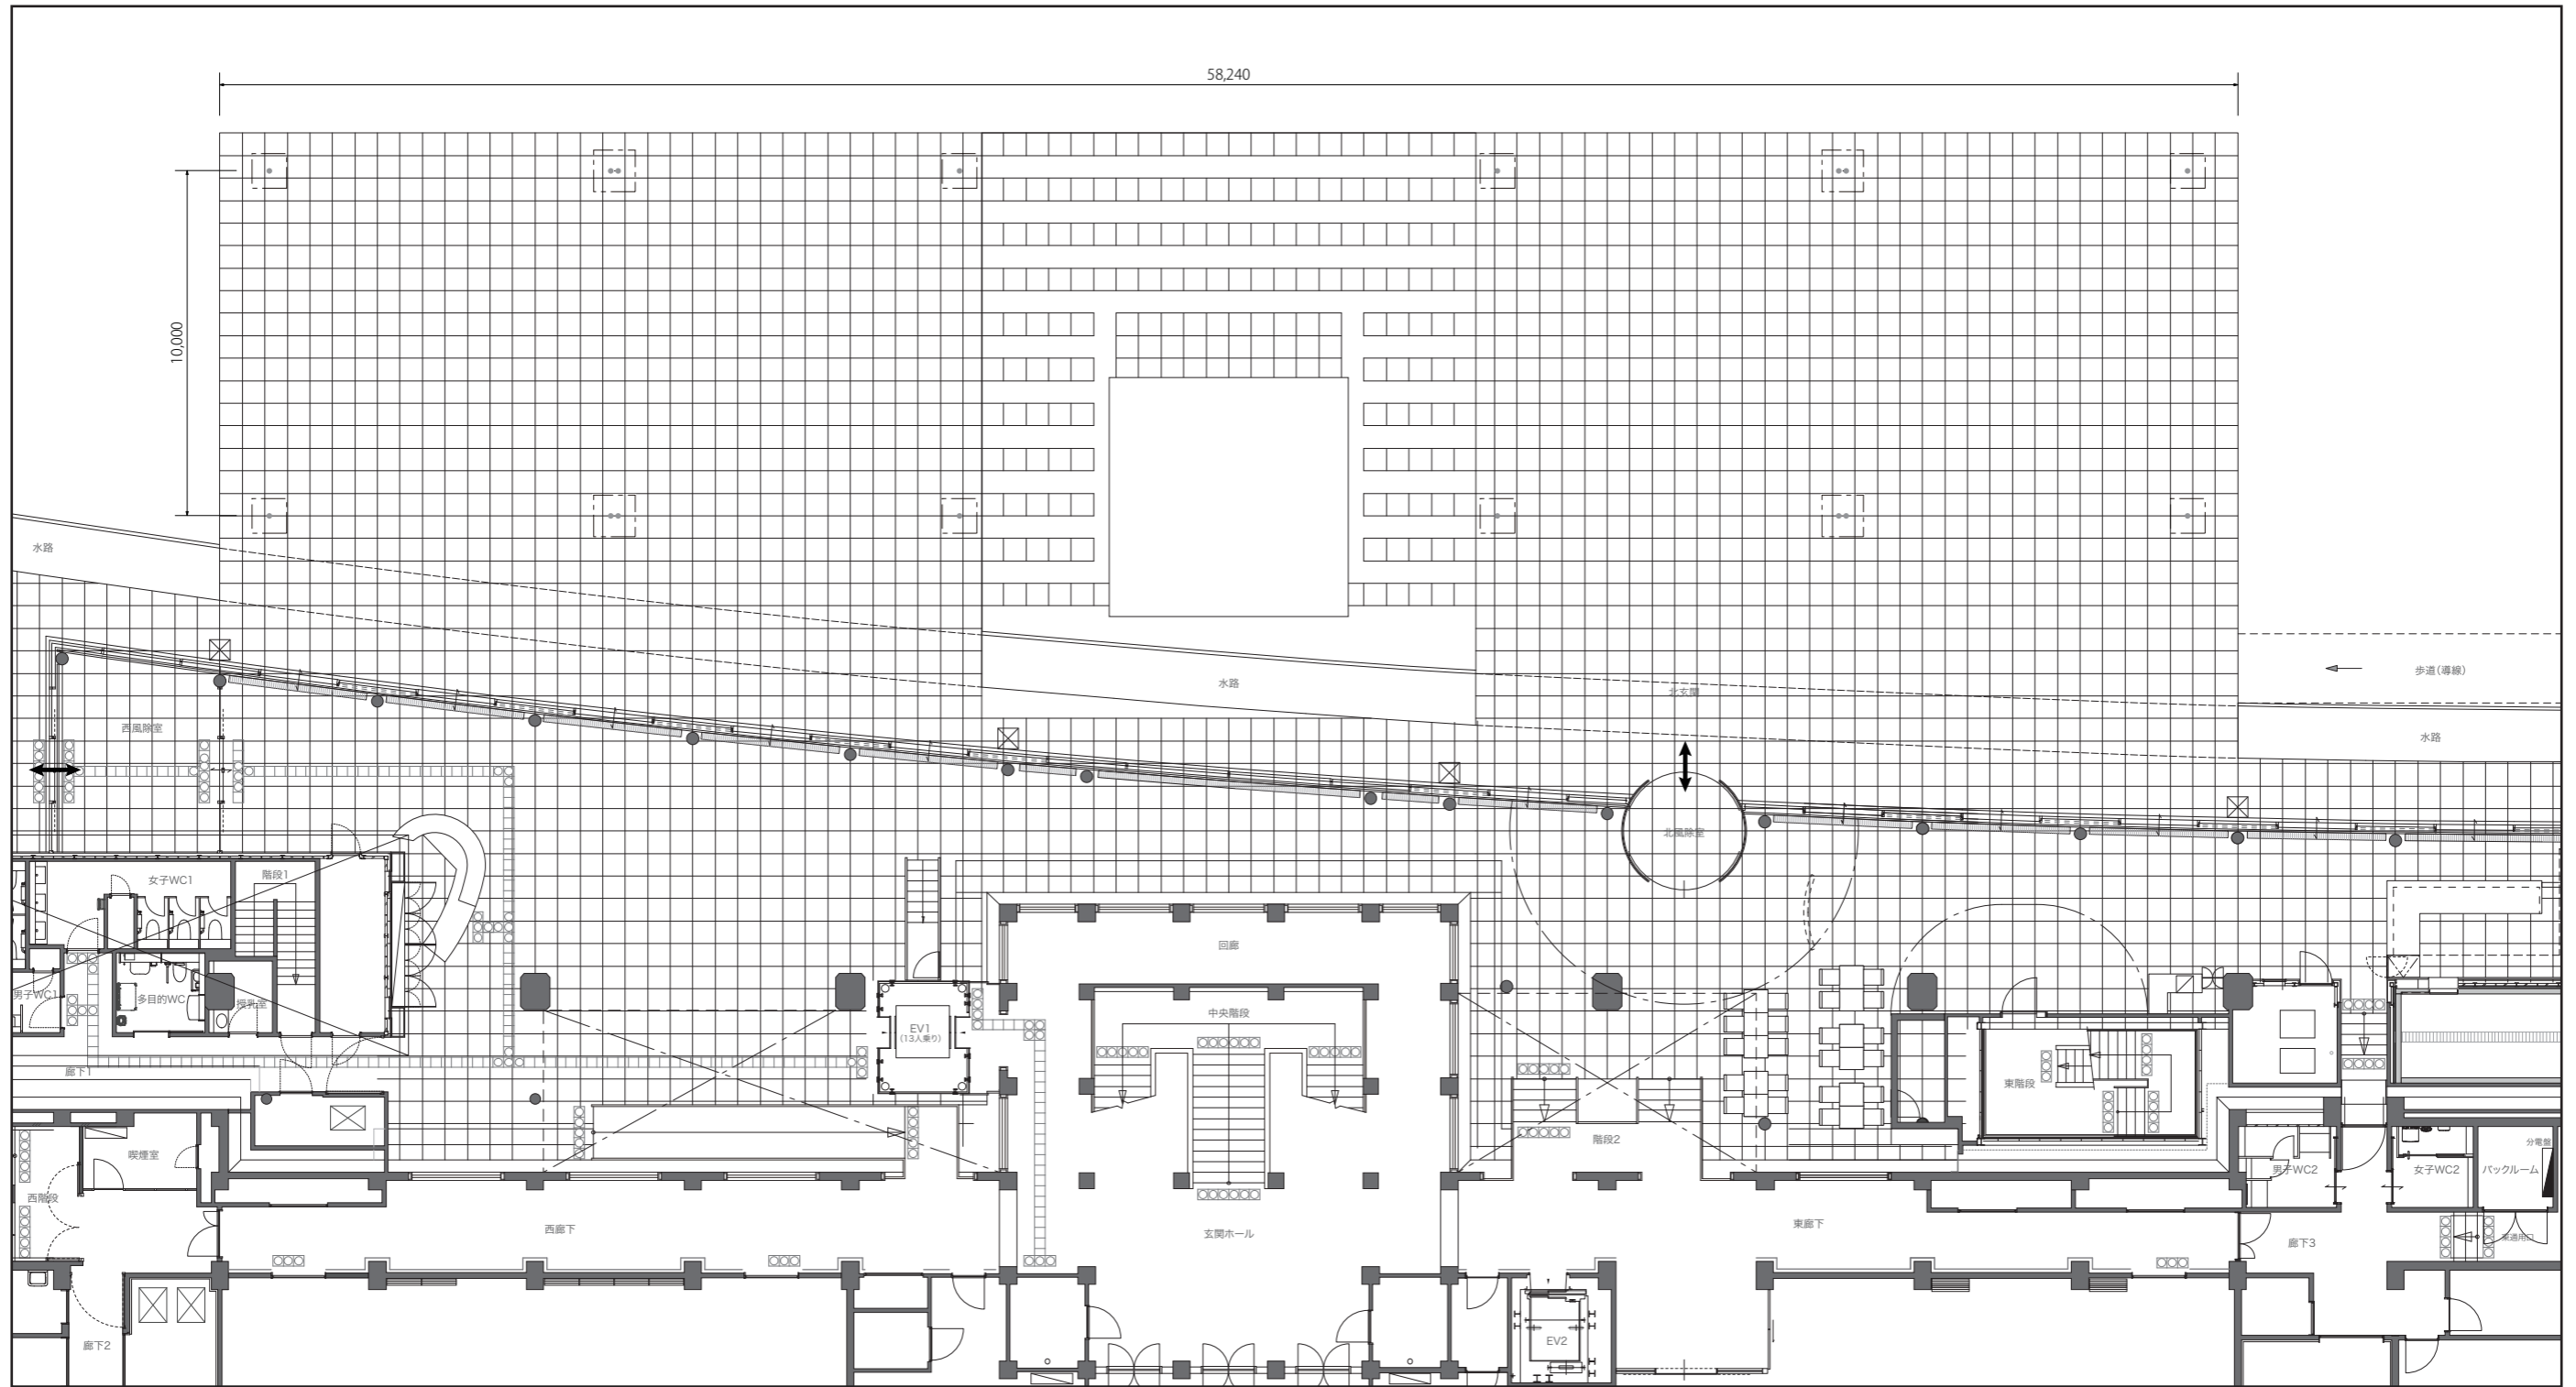 58,240
10,000
水路
歩道(導線)
水路
北玄関
西風除室
水路
北風除室
女子WC1
階段1
回廊
男子WC1
多目的WC
授乳室
中央階段
EV1
(13人乗り)
廊下1
東階段
階段2
喫煙室
分電盤
男子WC2
女子WC2
バックルーム
西階段
西廊下
玄関ホール
東廊下
廊下3
東通用口
廊下2
EV2